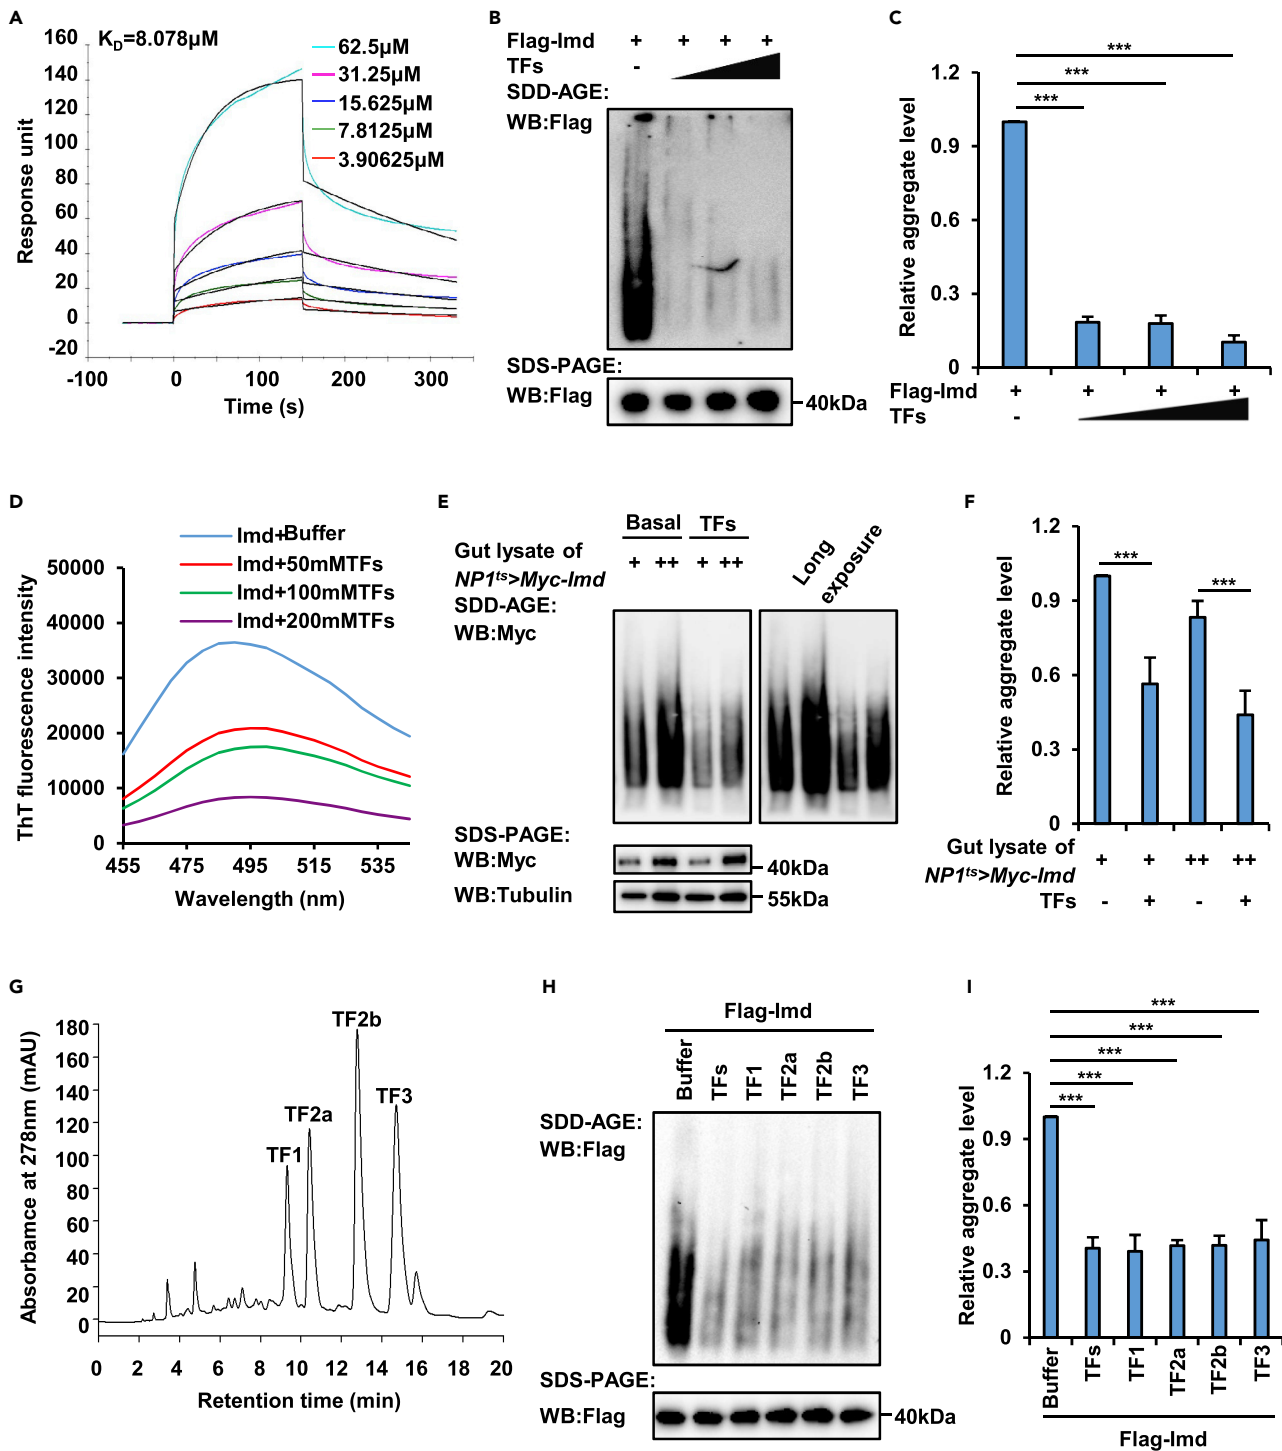 A
K_D=8.078μM
62.5μM
31.25μM
15.625μM
7.8125μM
3.90625μM
160
140
120
100
80
60
40
20
0
-20
-100
0
100
200
300
Response unit
Time (s)
B
Flag-Imd + + + +
TFs -
SDD-AGE:
WB:Flag
SDS-PAGE:
WB:Flag
40kDa
C
***
***
***
1.2
0.9
0.6
0.3
0
Relative aggregate level
Flag-Imd + + + +
TFs -
D
Imd+Buffer
Imd+50mMTFs
Imd+100mMTFs
Imd+200mMTFs
50000
40000
30000
20000
10000
0
455 475 495 515 535
ThT fluorescence intensity
Wavelength (nm)
E
Basal TFs
Gut lysate of
NP1ts>Myc-Imd + ++ + ++
Long
exposure
SDD-AGE:
WB:Myc
SDS-PAGE:
WB:Myc
40kDa
WB:Tubulin
55kDa
F
***
***
1.2
0.9
0.6
0.3
0
Relative aggregate level
Gut lysate of
NP1ts>Myc-Imd + + ++ ++
TFs - + - +
G
TF1
TF2a
TF2b
TF3
180
160
140
120
100
80
60
40
20
0
0 2 4 6 8 10 12 14 16 18 20
Absorbamce at 278nm (mAU)
Retention time (min)
H
Flag-Imd
Buffer
TFs
TF1
TF2a
TF2b
TF3
SDD-AGE:
WB:Flag
SDS-PAGE:
WB:Flag
40kDa
I
***
***
***
***
***
1.2
0.9
0.6
0.3
0
Relative aggregate level
Buffer
TFs
TF1
TF2a
TF2b
TF3
Flag-Imd